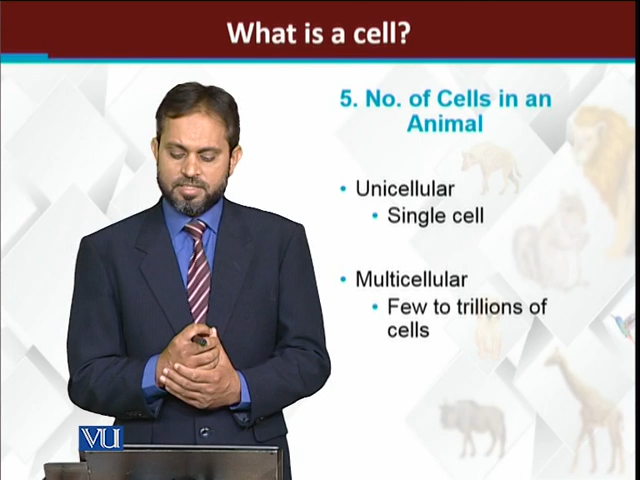 What is a cell?
5. No. of Cells in an
Animal
• Unicellular
• Single cell
• Multicellular
• Few to trillions of
cells
VU